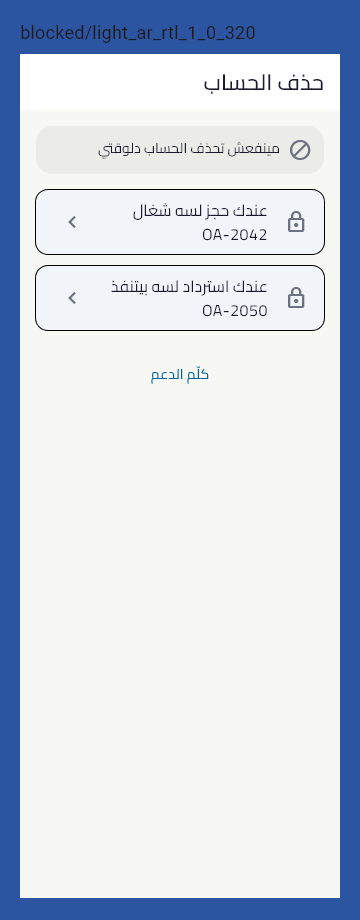 blocked/light_ar_rtl_1_0_320
حذف الحساب
مينفعش تحذف الحساب دلوقتي
عندك حجز لسه شغال
OA-2042
عندك استرداد لسه بيتنفذ
OA-2050
كلّم الدعم